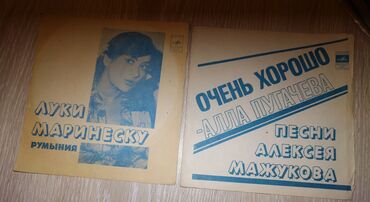 ЛУКИ
МАРИНЕСКУ
РУМЫНИЯ
ОЧЕНЬ ХОРОШО
-АЛЛА ПУГАЧЕВА
ПЕСНИ
АЛЕКСЕЯ
МАЖУКОВА